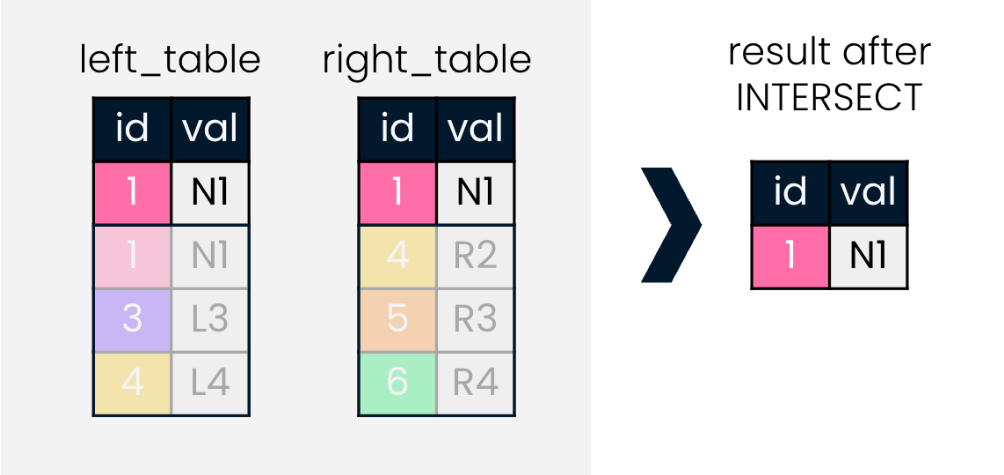 left_table right_table
id val
1 N1
1 N1
3 L3
4 L4
id val
1 N1
4 R2
5 R3
6 R4
result after
INTERSECT
id val
1 N1